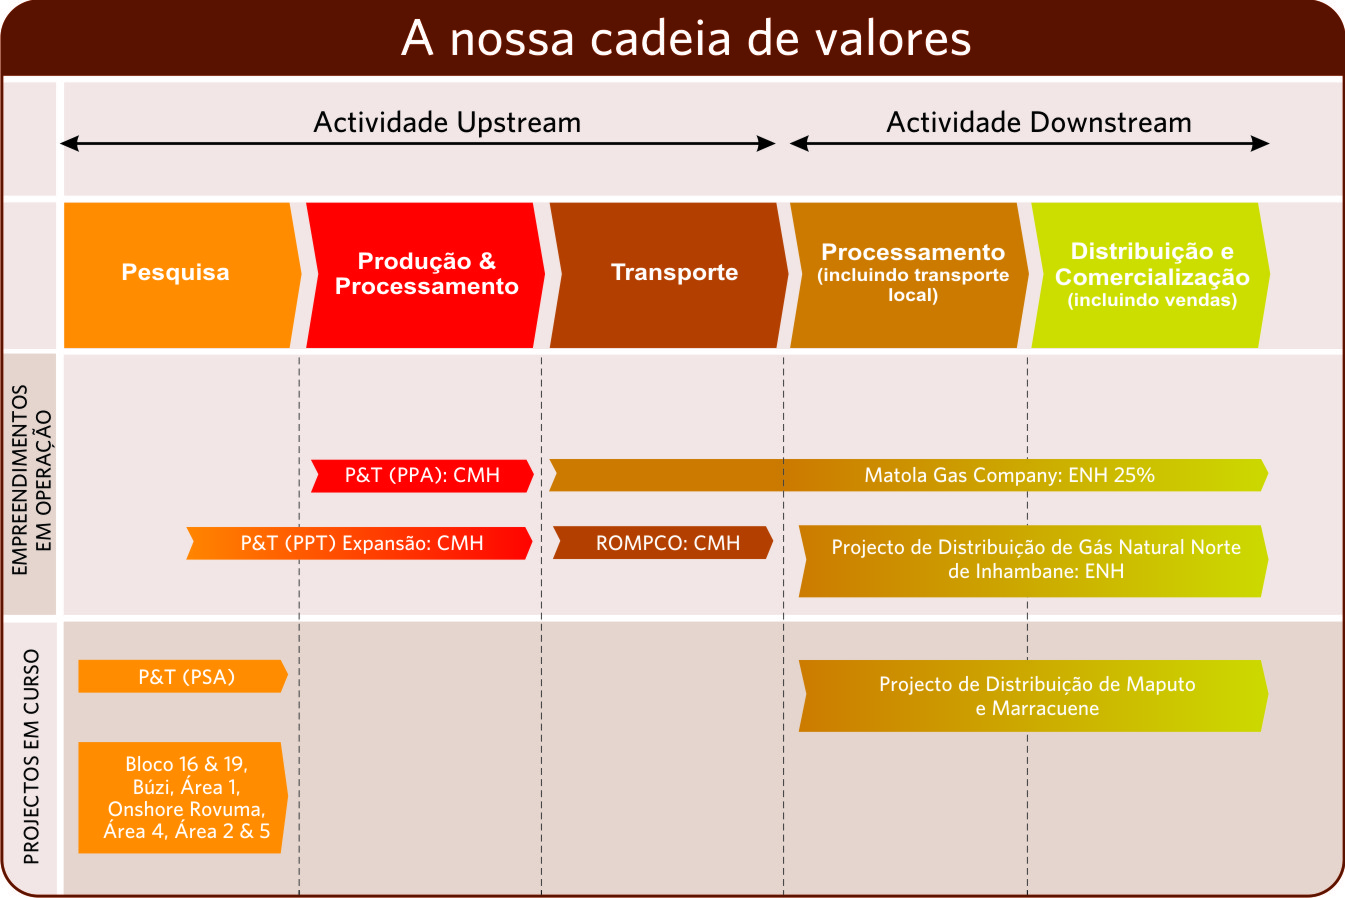 A nossa cadeia de valores
Actividade Upstream
Actividade Downstream
Pesquisa
Produção &
Processamento
Transporte
Processamento
(incluindo transporte
local)
Distribuição e
Comercialização
(incluindo vendas)
EMPREENDIMENTOS
EM OPERAÇÃO
P&T (PPA): CMH
Matola Gas Company: ENH 25%
P&T (PPT) Expansão: CMH
ROMPCO: CMH
Projecto de Distribuição de Gás Natural Norte
de Inhambane: ENH
PROJECTOS EM CURSO
P&T (PSA)
Projecto de Distribuição de Maputo
e Marracuene
Bloco 16 & 19,
Búzi, Área 1,
Onshore Rovuma,
Área 4, Área 2 & 5